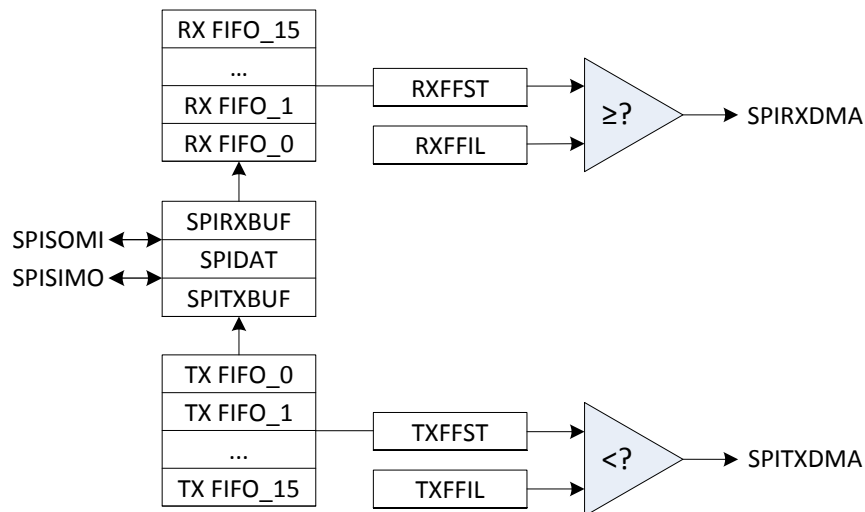 RX FIFO_15
...
RX FIFO_1
RX FIFO_0
RXFFST
RXFFIL
≥?
SPIRXDMA
SPISOMI
SPISIMO
SPIRXBUF
SPIDAT
SPITXBUF
TX FIFO_0
TX FIFO_1
...
TX FIFO_15
TXFFST
TXFFIL
<?
SPITXDMA